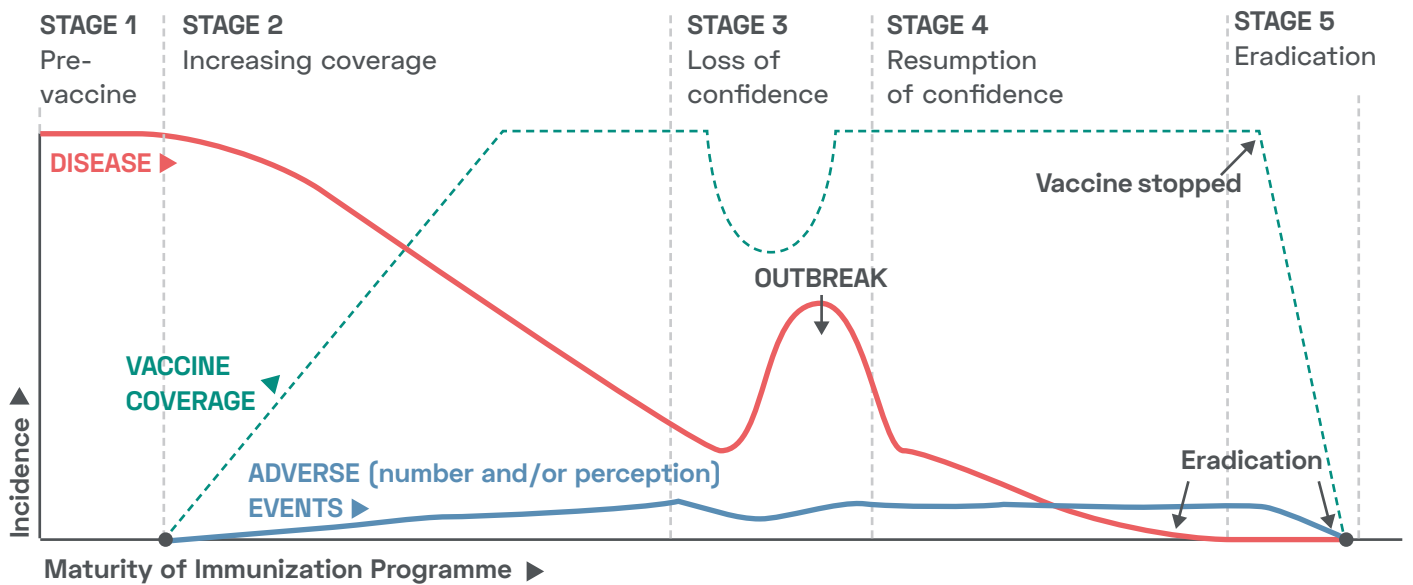 STAGE 1
Pre-
vaccine
STAGE 2
Increasing coverage
STAGE 3
Loss of
confidence
STAGE 4
Resumption
of confidence
STAGE 5
Eradication
DISEASE
Vaccine stopped
OUTBREAK
VACCINE
COVERAGE
ADVERSE (number and/or perception)
EVENTS
Eradication
Incidence
Maturity of Immunization Programme